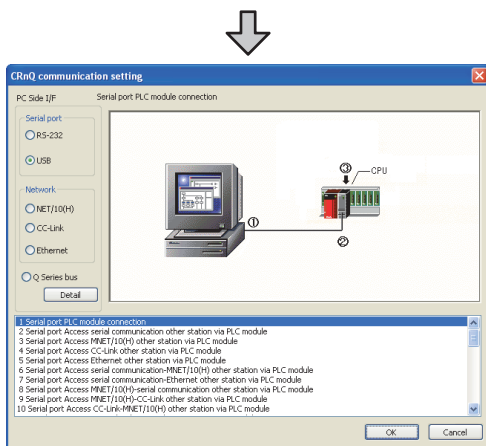 CRnQ communication setting
PC Side I/F Serial port PLC module connection
Serial port
RS-232
USB
Network
NET/10(H)
CC-Link
Ethernet
Q Series bus
Detail
③ CPU
①
②
1 Serial port PLC module connection
2 Serial port Access serial communication other station via PLC module
3 Serial port Access MNET/10(H) other station via PLC module
4 Serial port Access CC-Link other station via PLC module
5 Serial port Access Ethernet other station via PLC module
6 Serial port Access serial communication-MNET/10(H) other station via PLC module
7 Serial port Access serial communication-Ethernet other station via PLC module
8 Serial port Access MNET/10(H)-serial communication other station via PLC module
9 Serial port Access MNET/10(H)-CC-Link other station via PLC module
10 Serial port Access CC-Link-MNET/10(H) other station via PLC module
OK Cancel